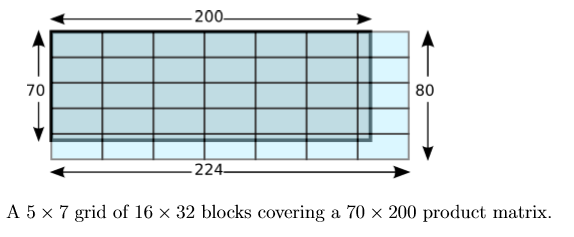 200
70
80
224
A 5 × 7 grid of 16 × 32 blocks covering a 70 × 200 product matrix.